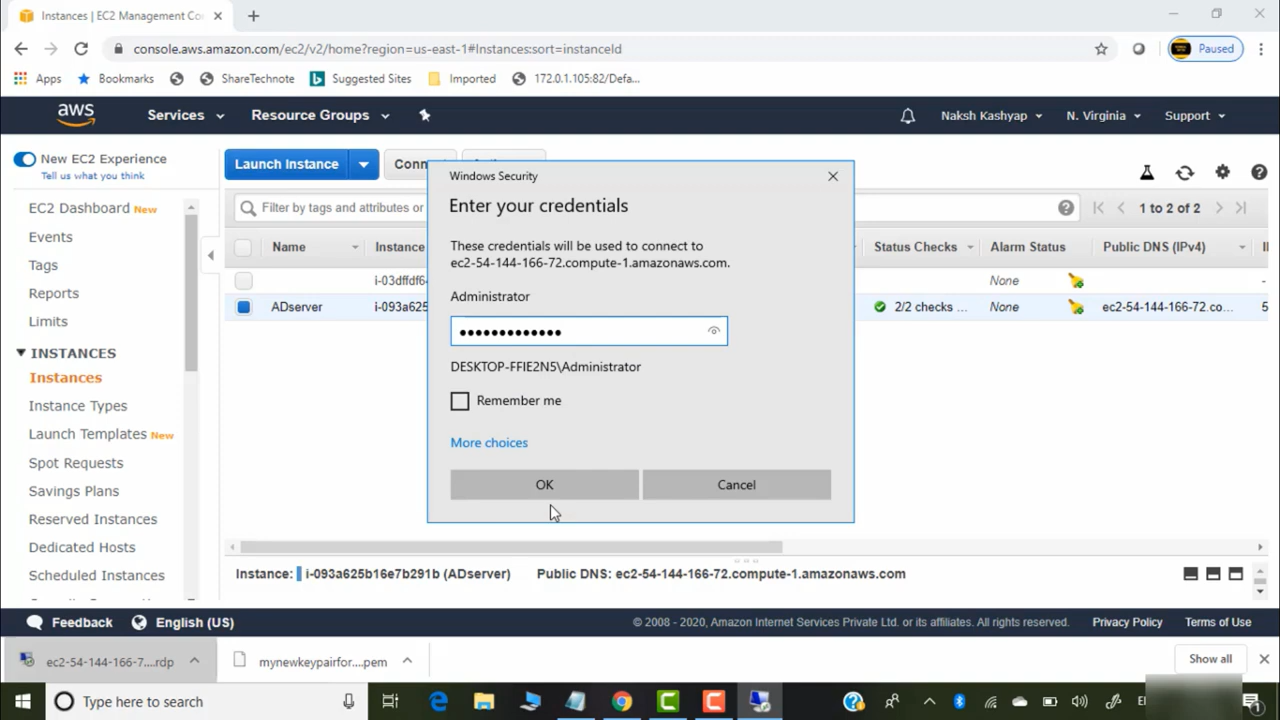 Instances | EC2 Management Co
console.aws.amazon.com/ec2/v2/home?region=us-east-1#Instances:sort=instanceId
Paused
Apps Bookmarks ShareTechnote Suggested Sites Imported 172.0.1.105:82/Defa...
aws Services Resource Groups Naksh Kashyap N. Virginia Support
New EC2 Experience
Tell us what you think
EC2 Dashboard New
Events
Tags
Reports
Limits
INSTANCES
Instances
Instance Types
Launch Templates New
Spot Requests
Savings Plans
Reserved Instances
Dedicated Hosts
Scheduled Instances
Launch Instance
Filter by tags and attributes or
1 to 2 of 2
Name Instance Status Checks Alarm Status Public DNS (IPv4)
i-03dffdf6 None -
ADserver i-093a625 2/2 checks ... None ec2-54-144-166-72.co... 5
Windows Security
Enter your credentials
These credentials will be used to connect to
ec2-54-144-166-72.compute-1.amazonaws.com.
Administrator
●●●●●●●●●●●●●
DESKTOP-FFIE2N5\Administrator
Remember me
More choices
OK Cancel
Instance: i-093a625b16e7b291b (ADserver) Public DNS: ec2-54-144-166-72.compute-1.amazonaws.com
Feedback English (US) © 2008 - 2020, Amazon Internet Services Private Ltd. or its affiliates. All rights reserved. Privacy Policy Terms of Use
ec2-54-144-166-7....rdp mynewkeypairfor....pem Show all
Type here to search